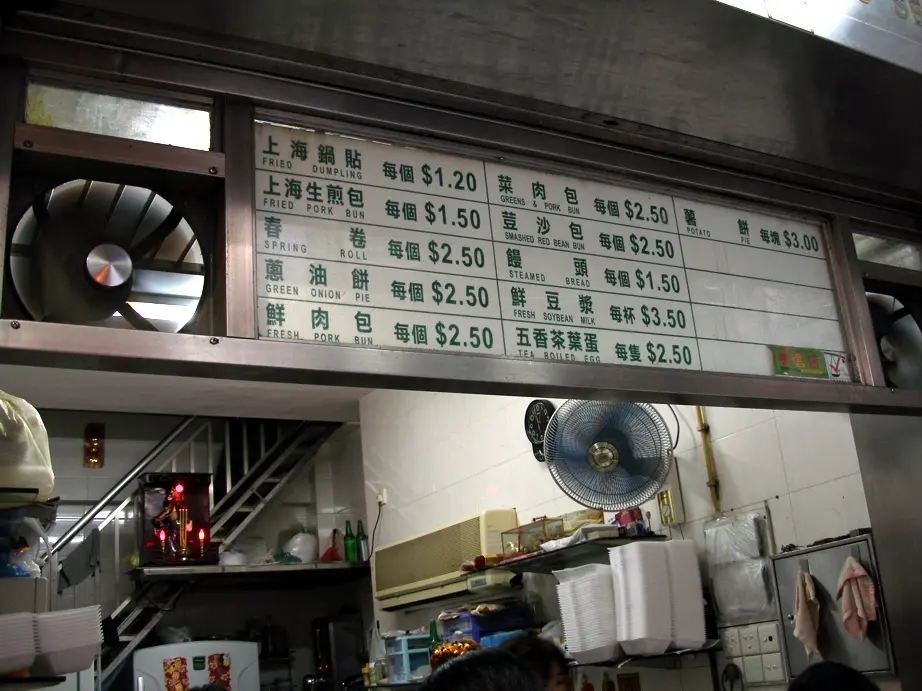 上海鍋貼 每個 $1.20
FRIED DUMPLING
上海生煎包 每個 $1.50
FRIED PORK BUN
春卷 每個 $2.50
SPRING ROLL
蔥油餅 每個 $2.50
GREEN ONION PIE
鮮肉包 每個 $2.50
FRESH. PORK BUN
菜肉包 每個 $2.50
GREENS & PORK BUN
荳沙包 每個 $2.50
SMASHED RED BEAN BUN
饅頭 每個 $1.50
STEAMED BREAD
鮮豆漿 每杯 $3.50
FRESH SOYBEAN MILK
五香茶葉蛋 每隻 $2.50
TEA BOILED EGG
薯餅 每塊 $3.00
POTATO PIE